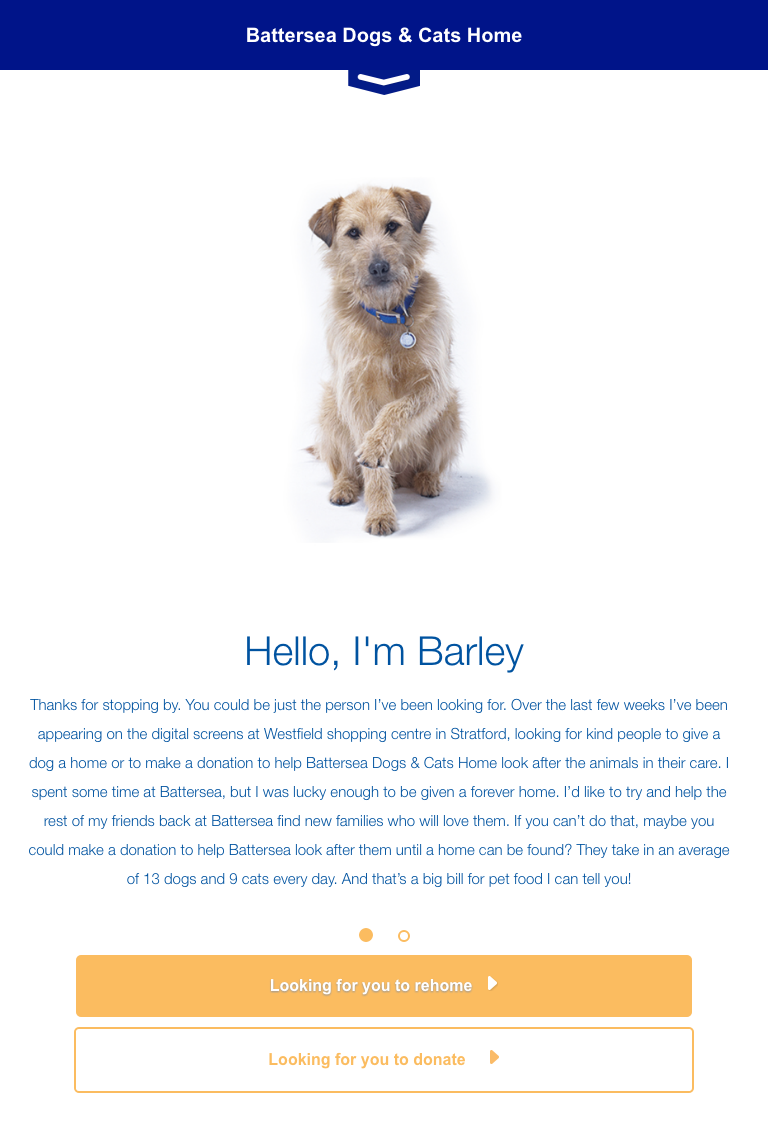 Battersea Dogs & Cats Home
Hello, I'm Barley
Thanks for stopping by. You could be just the person I’ve been looking for. Over the last few weeks I’ve been
appearing on the digital screens at Westfield shopping centre in Stratford, looking for kind people to give a
dog a home or to make a donation to help Battersea Dogs & Cats Home look after the animals in their care. I
spent some time at Battersea, but I was lucky enough to be given a forever home. I’d like to try and help the
rest of my friends back at Battersea find new families who will love them. If you can’t do that, maybe you
could make a donation to help Battersea look after them until a home can be found? They take in an average
of 13 dogs and 9 cats every day. And that’s a big bill for pet food I can tell you!
Looking for you to rehome
Looking for you to donate